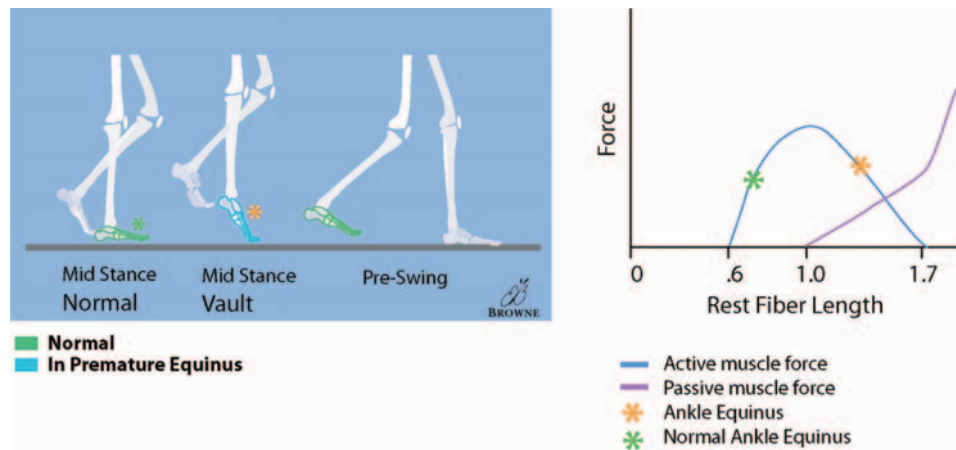 Mid Stance
Normal
Mid Stance
Vault
Pre-Swing
BROWNE
Normal
In Premature Equinus
Force
0
.6
1.0
1.7
Rest Fiber Length
Active muscle force
Passive muscle force
Ankle Equinus
Normal Ankle Equinus